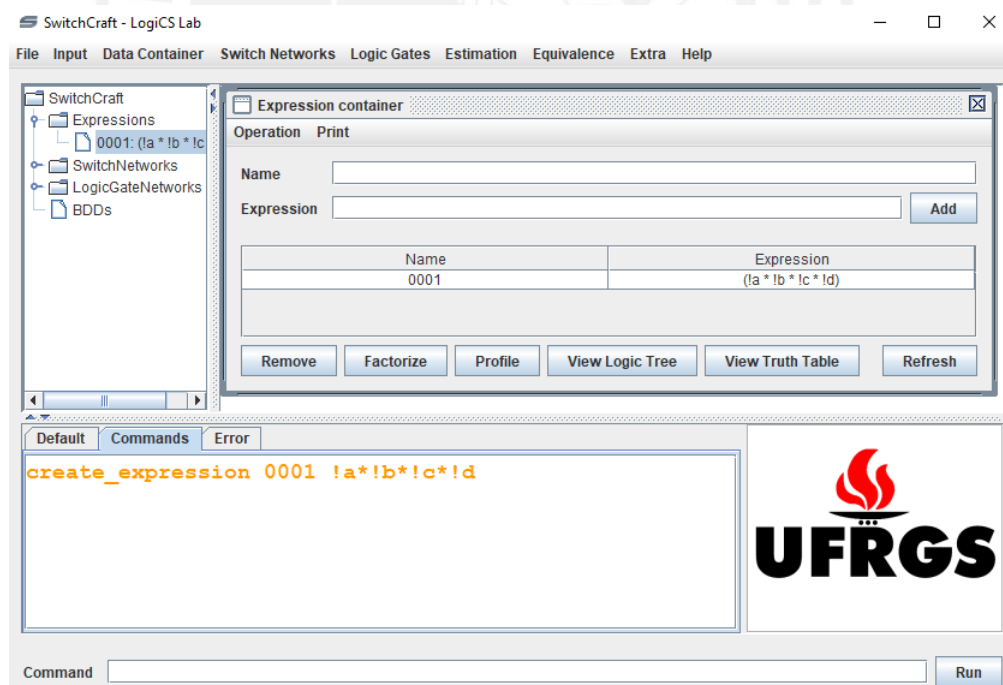 SwitchCraft - LogiCS Lab
File Input Data Container Switch Networks Logic Gates Estimation Equivalence Extra Help
SwitchCraft
Expressions
0001: (!a * !b * !c
SwitchNetworks
LogicGateNetworks
BDDs
Expression container
Operation Print
Name
Expression Add
Name Expression
0001 (!a * !b * !c * !d)
Remove Factorize Profile View Logic Tree View Truth Table Refresh
Default Commands Error
create_expression 0001 !a*!b*!c*!d
UFRGS
Command Run